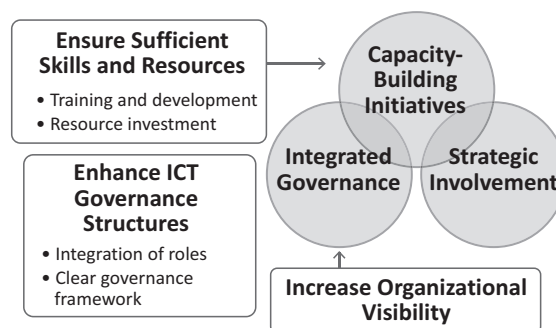 Ensure Sufficient
Skills and Resources
• Training and development
• Resource investment
Enhance ICT
Governance
Structures
• Integration of roles
• Clear governance
framework
Capacity-
Building
Initiatives
Integrated
Governance
Strategic
Involvement
Increase Organizational
Visibility